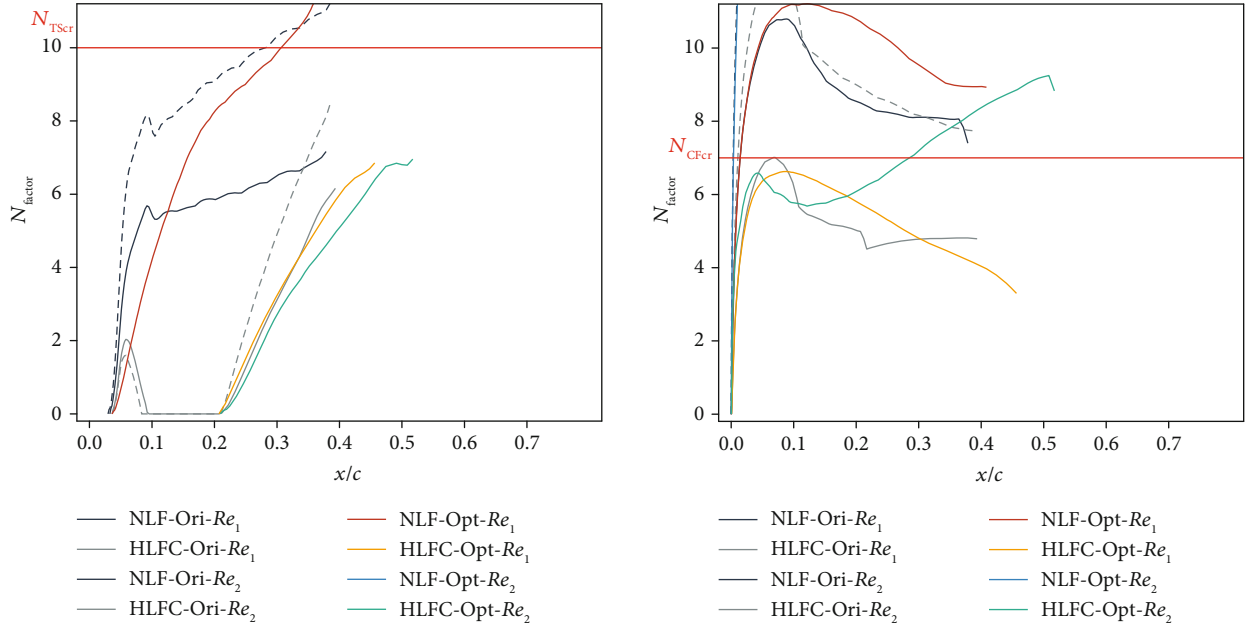 N_TScr
10
8
6
4
2
0
N_factor
0.0 0.1 0.2 0.3 0.4 0.5 0.6 0.7
x/c
NLF-Ori-Re₁ NLF-Opt-Re₁
HLFC-Ori-Re₁ HLFC-Opt-Re₁
NLF-Ori-Re₂ NLF-Opt-Re₂
HLFC-Ori-Re₂ HLFC-Opt-Re₂
10
8
N_CFcr
6
4
2
0
N_factor
0.0 0.1 0.2 0.3 0.4 0.5 0.6 0.7
x/c
NLF-Ori-Re₁ NLF-Opt-Re₁
HLFC-Ori-Re₁ HLFC-Opt-Re₁
NLF-Ori-Re₂ NLF-Opt-Re₂
HLFC-Ori-Re₂ HLFC-Opt-Re₂